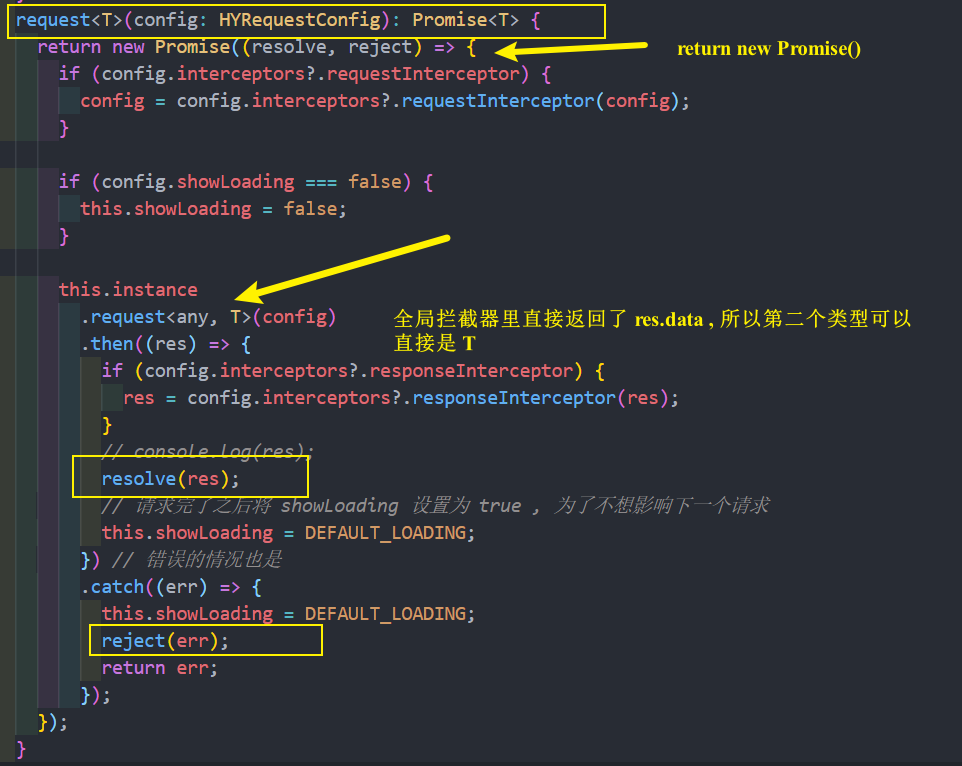 request<T>(config: HYRequestConfig): Promise<T> {
return new Promise((resolve, reject) => {
return new Promise()
if (config.interceptors?.requestInterceptor) {
config = config.interceptors?.requestInterceptor(config);
}
if (config.showLoading === false) {
this.showLoading = false;
}
this.instance
.request<any, T>(config)
全局拦截器里直接返回了 res.data , 所以第二个类型可以
直接是 T
.then((res) => {
if (config.interceptors?.responseInterceptor) {
res = config.interceptors?.responseInterceptor(res);
}
// console.log(res);
resolve(res);
// 请求完了之后将 showLoading 设置为 true , 为了不想影响下一个请求
this.showLoading = DEFAULT_LOADING;
}) // 错误的情况也是
.catch((err) => {
this.showLoading = DEFAULT_LOADING;
reject(err);
return err;
});
});
}